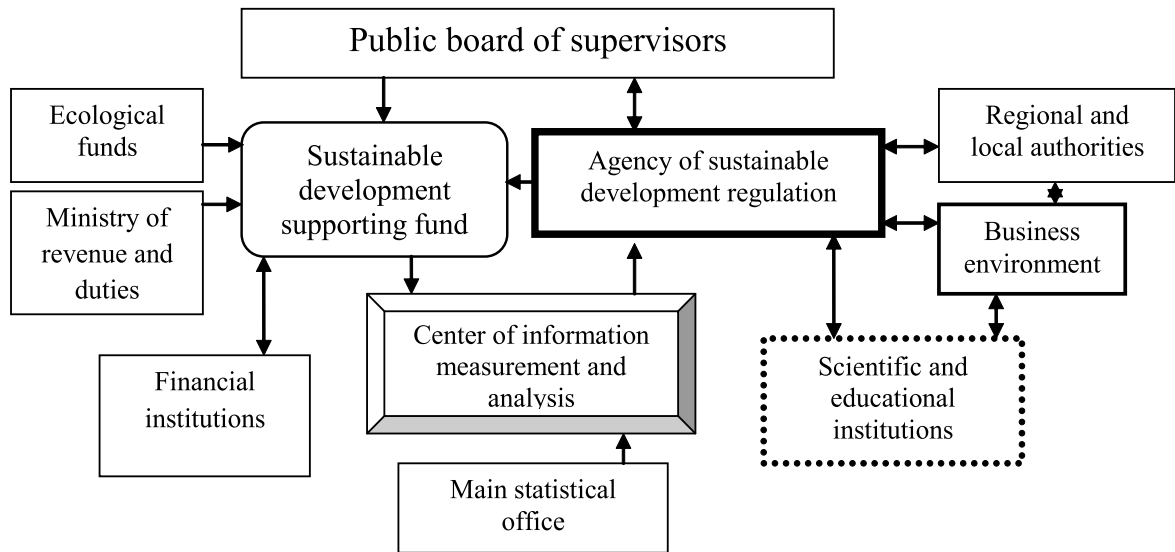 Public board of supervisors
Ecological
funds
Sustainable
development
supporting fund
Agency of sustainable
development regulation
Regional and
local authorities
Ministry of
revenue and
duties
Business
environment
Center of information
measurement and
analysis
Financial
institutions
Scientific and
educational
institutions
Main statistical
office